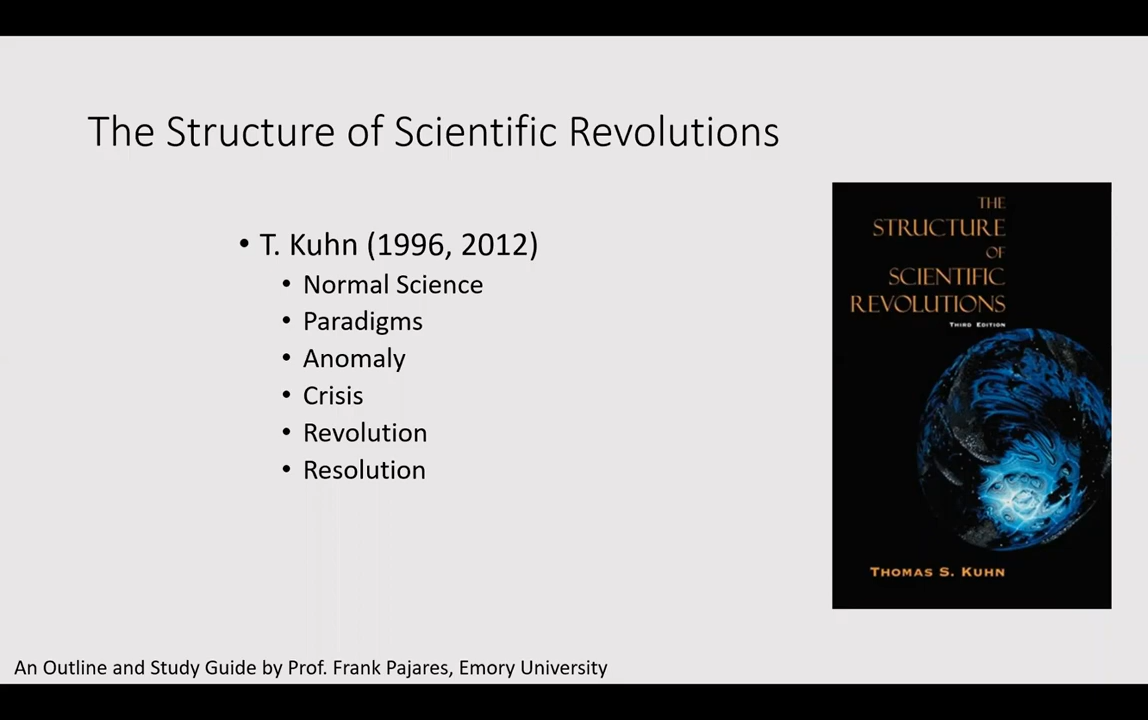 The Structure of Scientific Revolutions
• T. Kuhn (1996, 2012)
• Normal Science
• Paradigms
• Anomaly
• Crisis
• Revolution
• Resolution
THE
STRUCTURE
OF
SCIENTIFIC
REVOLUTIONS
THIRD EDITION
THOMAS S. KUHN
An Outline and Study Guide by Prof. Frank Pajares, Emory University